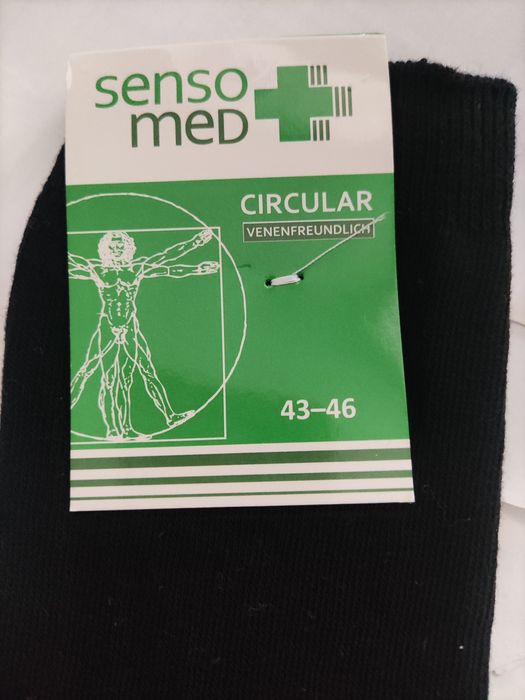 senso
meD
CIRCULAR
VENENFREUNDLICH
43–46